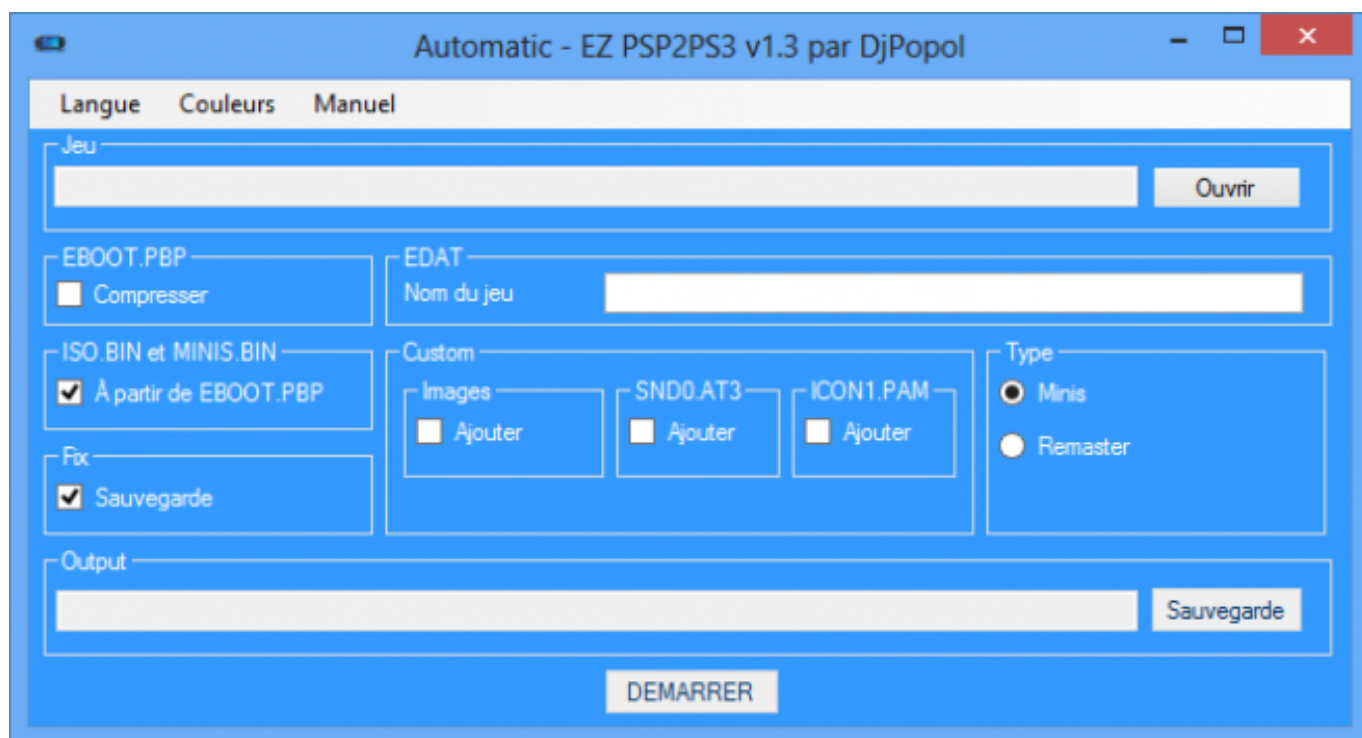 Automatic - EZ PSP2PS3 v1.3 par DjPopol
Langue Couleurs Manuel
Jeu
Ouvrir
EBOOT.PBP
Compresser
EDAT
Nom du jeu
ISO.BIN et MINIS.BIN
À partir de EBOOT.PBP
Custom
Images
Ajouter
SND0.AT3
Ajouter
ICON1.PAM
Ajouter
Type
Minis
Remaster
Fix
Sauvegarde
Output
Sauvegarde
DEMARRER